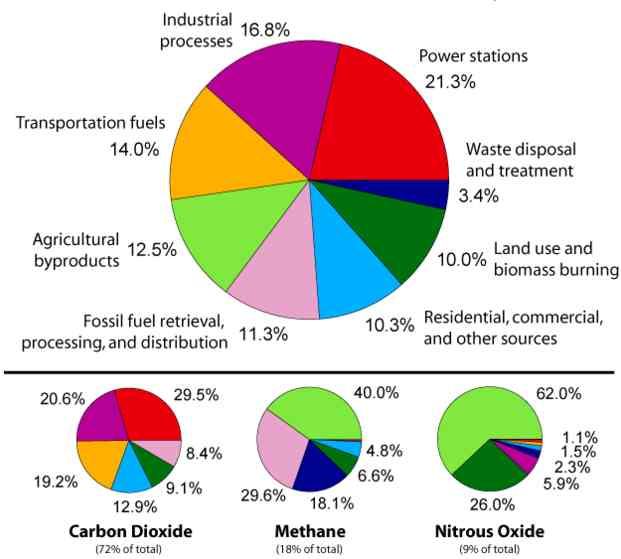 Industrial
processes 16.8%
Power stations
21.3%
Transportation fuels
14.0%
Waste disposal
and treatment
3.4%
Agricultural
byproducts 12.5%
10.0% Land use and
biomass burning
Fossil fuel retrieval,
processing, and distribution 11.3%
10.3% Residential, commercial,
and other sources
20.6% 29.5%
19.2% 8.4%
12.9% 9.1%
Carbon Dioxide
(72% of total)
40.0%
4.8%
6.6%
29.6% 18.1%
Methane
(18% of total)
62.0%
1.1%
1.5%
2.3%
5.9%
26.0%
Nitrous Oxide
(9% of total)